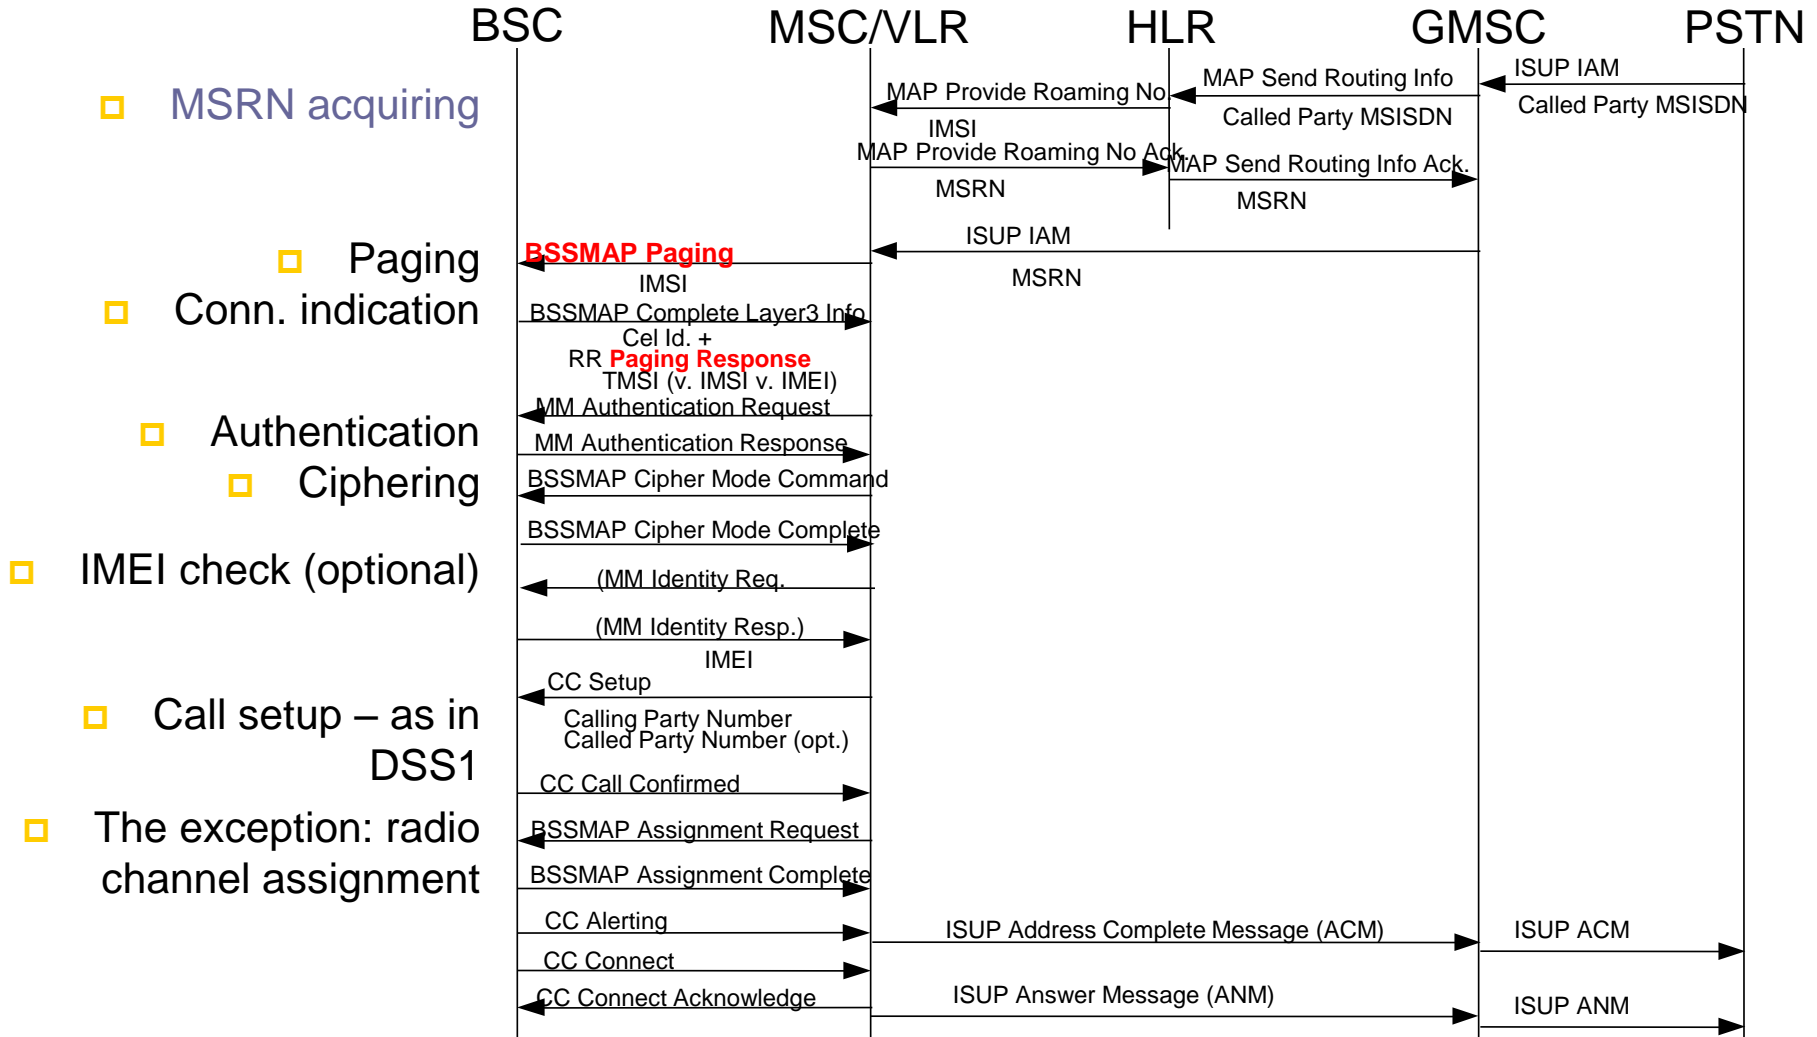 BSC MSC/VLR HLR GMSC PSTN
ISUP IAM
MAP Send Routing Info
MAP Provide Roaming No.
MSRN acquiring
Called Party MSISDN
Called Party MSISDN
IMSI
MAP Provide Roaming No Ack.
MAP Send Routing Info Ack.
MSRN
MSRN
ISUP IAM
Paging
BSSMAP Paging
MSRN
IMSI
Conn. indication
BSSMAP Complete Layer3 Info
Cel Id. +
RR Paging Response
TMSI (v. IMSI v. IMEI)
MM Authentication Request
Authentication
MM Authentication Response
Ciphering
BSSMAP Cipher Mode Command
BSSMAP Cipher Mode Complete
IMEI check (optional)
(MM Identity Req.
(MM Identity Resp.)
IMEI
CC Setup
Call setup – as in
DSS1
Calling Party Number
Called Party Number (opt.)
CC Call Confirmed
The exception: radio
channel assignment
BSSMAP Assignment Request
BSSMAP Assignment Complete
CC Alerting
ISUP Address Complete Message (ACM)
ISUP ACM
CC Connect
CC Connect Acknowledge
ISUP Answer Message (ANM)
ISUP ANM